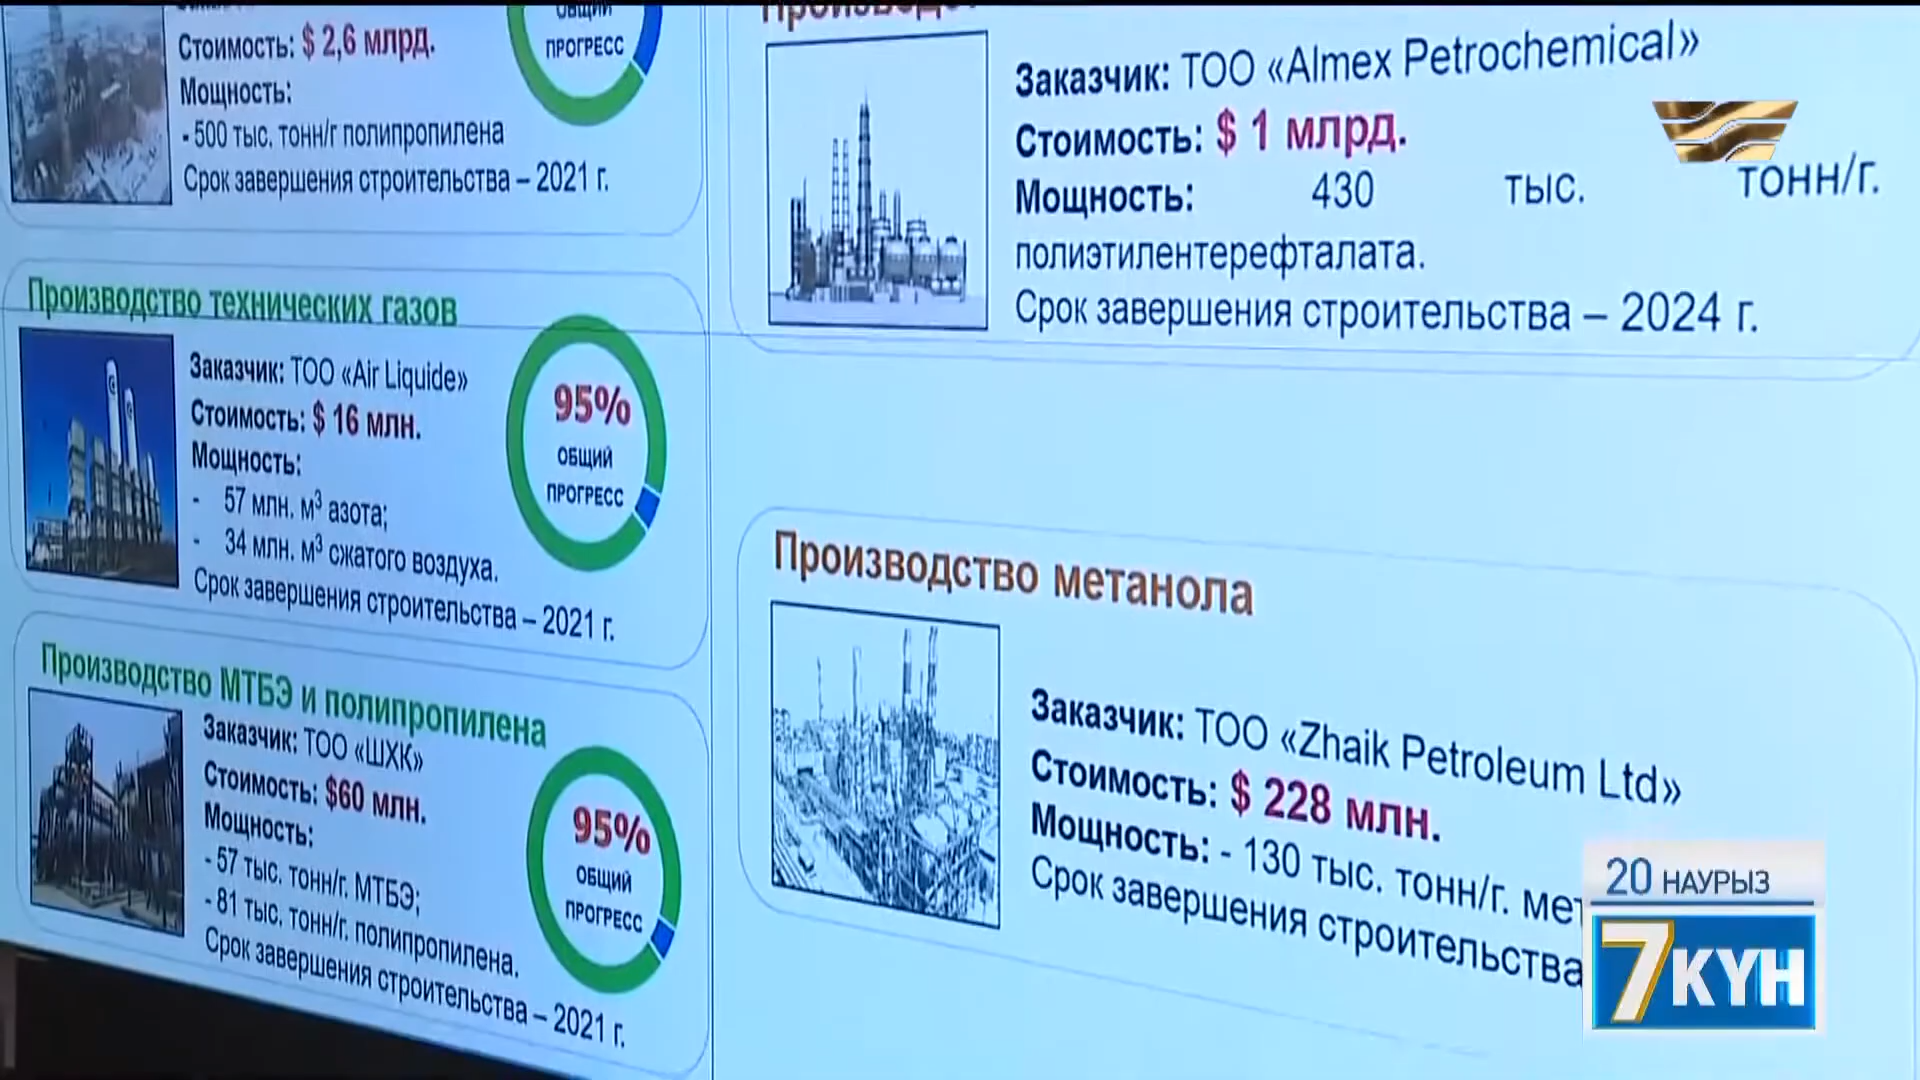 Стоимость: $ 2,6 млрд.
Мощность:
- 500 тыс. тонн/г полипропилена
Срок завершения строительства – 2021 г.
ОБЩИЙ
ПРОГРЕСС
Производство технических газов
Заказчик: ТОО «Air Liquide»
Стоимость: $ 16 млн.
Мощность:
- 57 млн. м³ азота;
- 34 млн. м³ сжатого воздуха.
Срок завершения строительства – 2021 г.
95%
ОБЩИЙ
ПРОГРЕСС
Производство МТБЭ и полипропилена
Заказчик: ТОО «ШХК»
Стоимость: $60 млн.
Мощность:
- 57 тыс. тонн/г. МТБЭ;
- 81 тыс. тонн/г. полипропилена.
Срок завершения строительства – 2021 г.
95%
ОБЩИЙ
ПРОГРЕСС
Заказчик: ТОО «Almex Petrochemical»
Стоимость: $ 1 млрд.
Мощность: 430 тыс. тонн/г.
полиэтилентерефталата.
Срок завершения строительства – 2024 г.
Производство метанола
Заказчик: ТОО «Zhaik Petroleum Ltd»
Стоимость: $ 228 млн.
Мощность: - 130 тыс. тонн/г. мет
Срок завершения строительства
20 НАУРЫЗ
7 КҮН